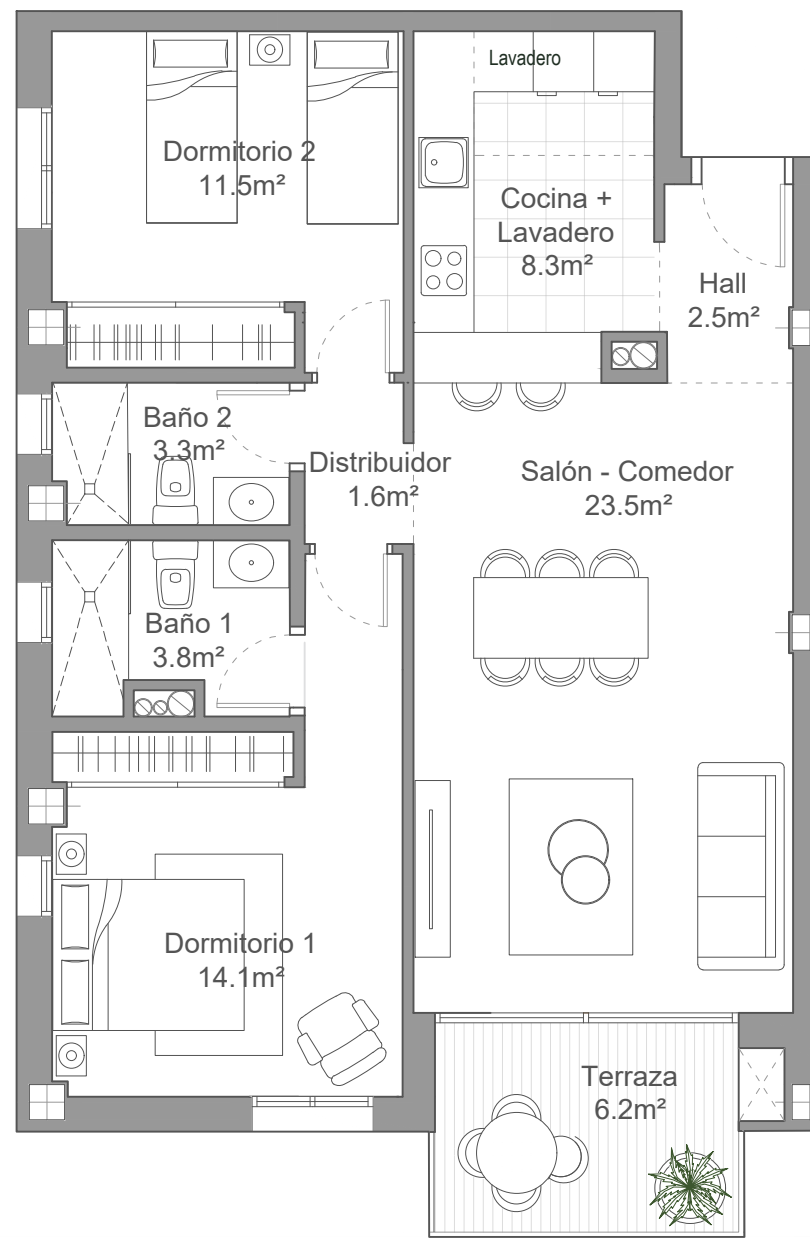 Lavadero
Dormitorio 2
11.5m²
Cocina +
Lavadero
8.3m²
Hall
2.5m²
Baño 2
3.3m²
Distribuidor
1.6m²
Salón - Comedor
23.5m²
Baño 1
3.8m²
Dormitorio 1
14.1m²
Terraza
6.2m²